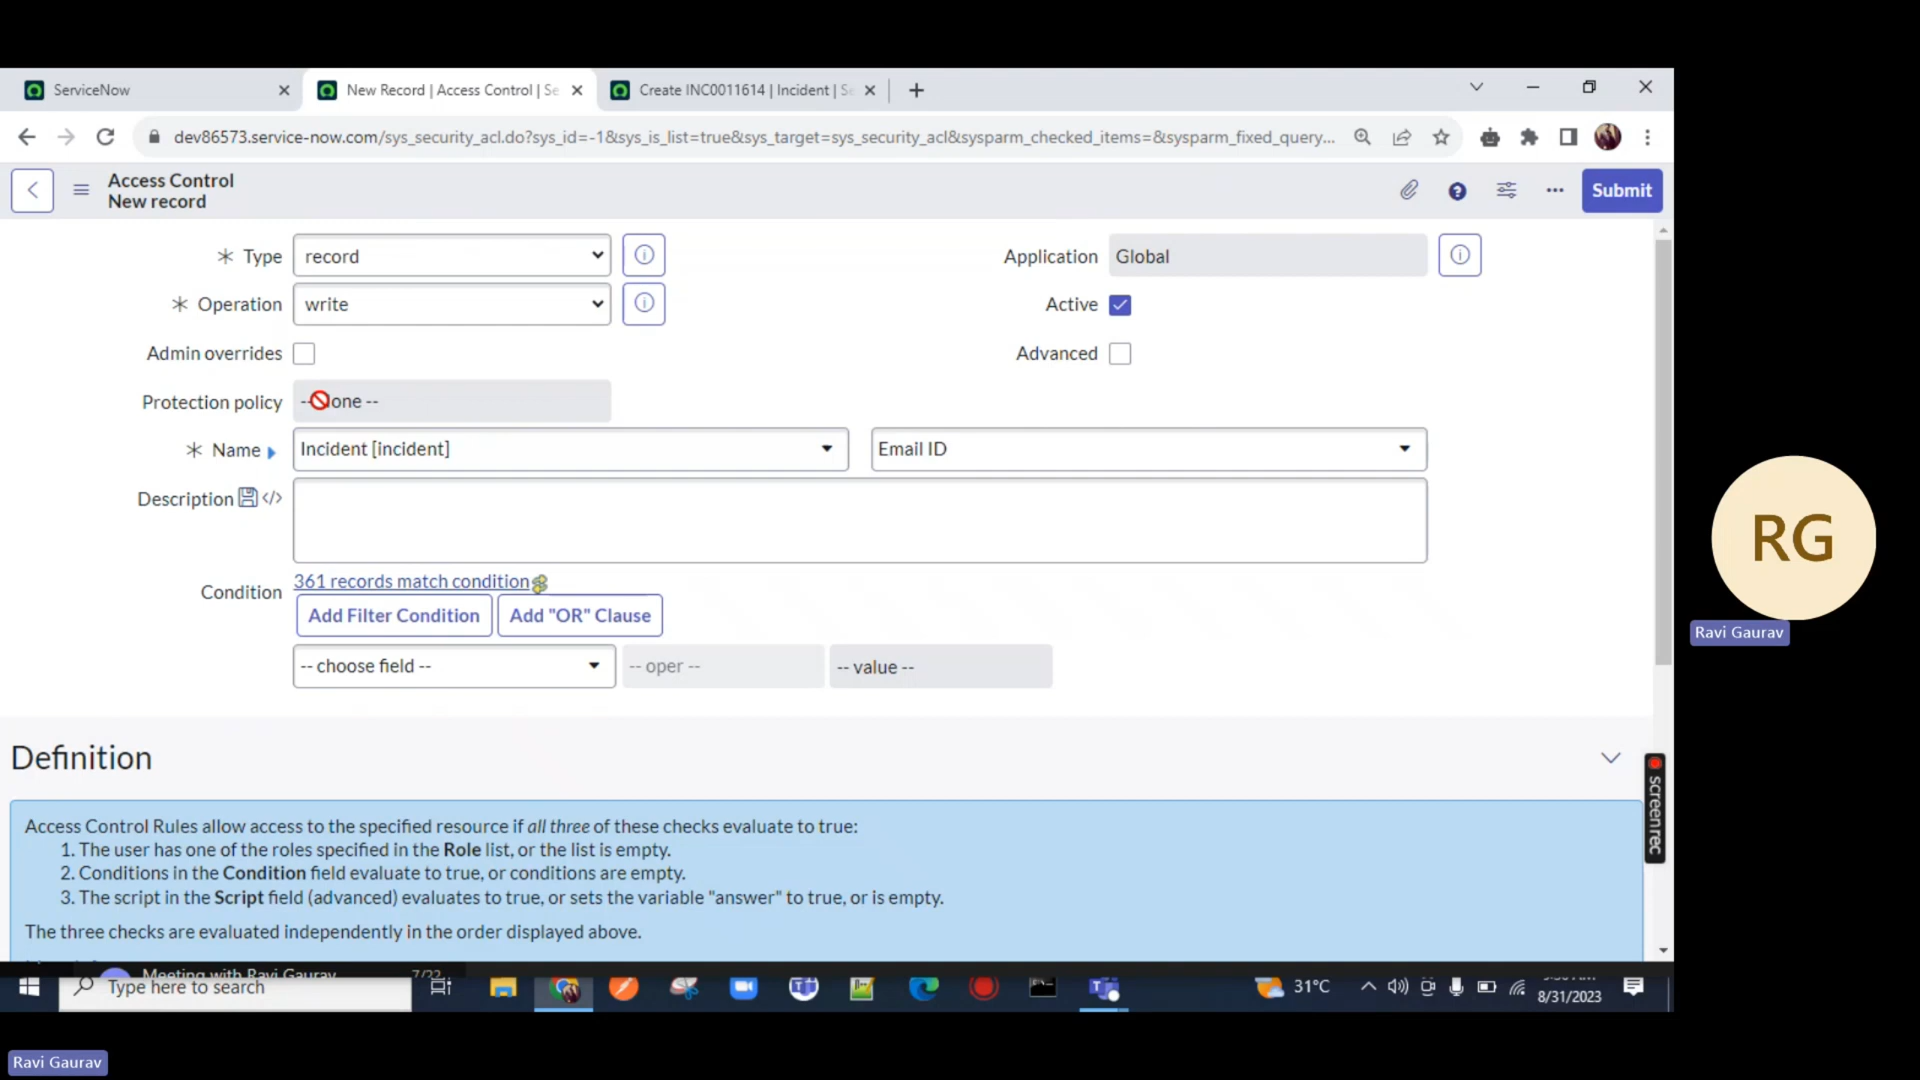 ServiceNow
New Record | Access Control | Se
Create INC0011614 | Incident | Se
dev86573.service-now.com/sys_security_acl.do?sys_id=-1&sys_is_list=true&sys_target=sys_security_acl&sysparm_checked_items=&sysparm_fixed_query...
Access Control
New record
Submit
Type
record
Application
Global
Operation
write
Active
Admin overrides
Advanced
Protection policy
Name
Incident [incident]
Email ID
Description
</>
361 records match condition
Condition
Add Filter Condition
Add "OR" Clause
-- choose field --
-- oper --
-- value --
Definition
Access Control Rules allow access to the specified resource if all three of these checks evaluate to true:
1. The user has one of the roles specified in the Role list, or the list is empty.
2. Conditions in the Condition field evaluate to true, or conditions are empty.
3. The script in the Script field (advanced) evaluates to true, or sets the variable "answer" to true, or is empty.
The three checks are evaluated independently in the order displayed above.
screenrec
RG
Ravi Gaurav
Meeting with Ravi Gaurav
7/22
Type here to search
31°C
8/31/2023
Ravi Gaurav